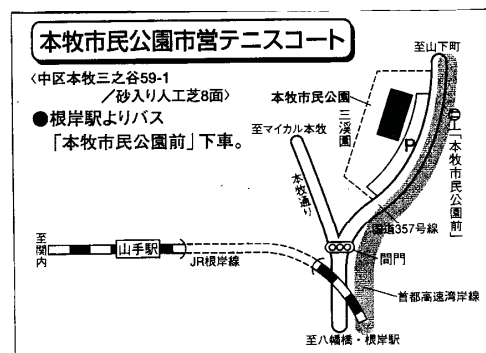 本牧市民公園市営テニスコート
〈中区本牧三之谷59-1
／砂入り人工芝8面〉
●根岸駅よりバス
「本牧市民公園前」下車。
至山下町
本牧市民公園
三溪園
P
「本牧市民公園前」
至マイカル本牧
本牧通り
国道357号線
至関内
山手駅
JR根岸線
間門
首都高速湾岸線
至八幡橋・根岸駅